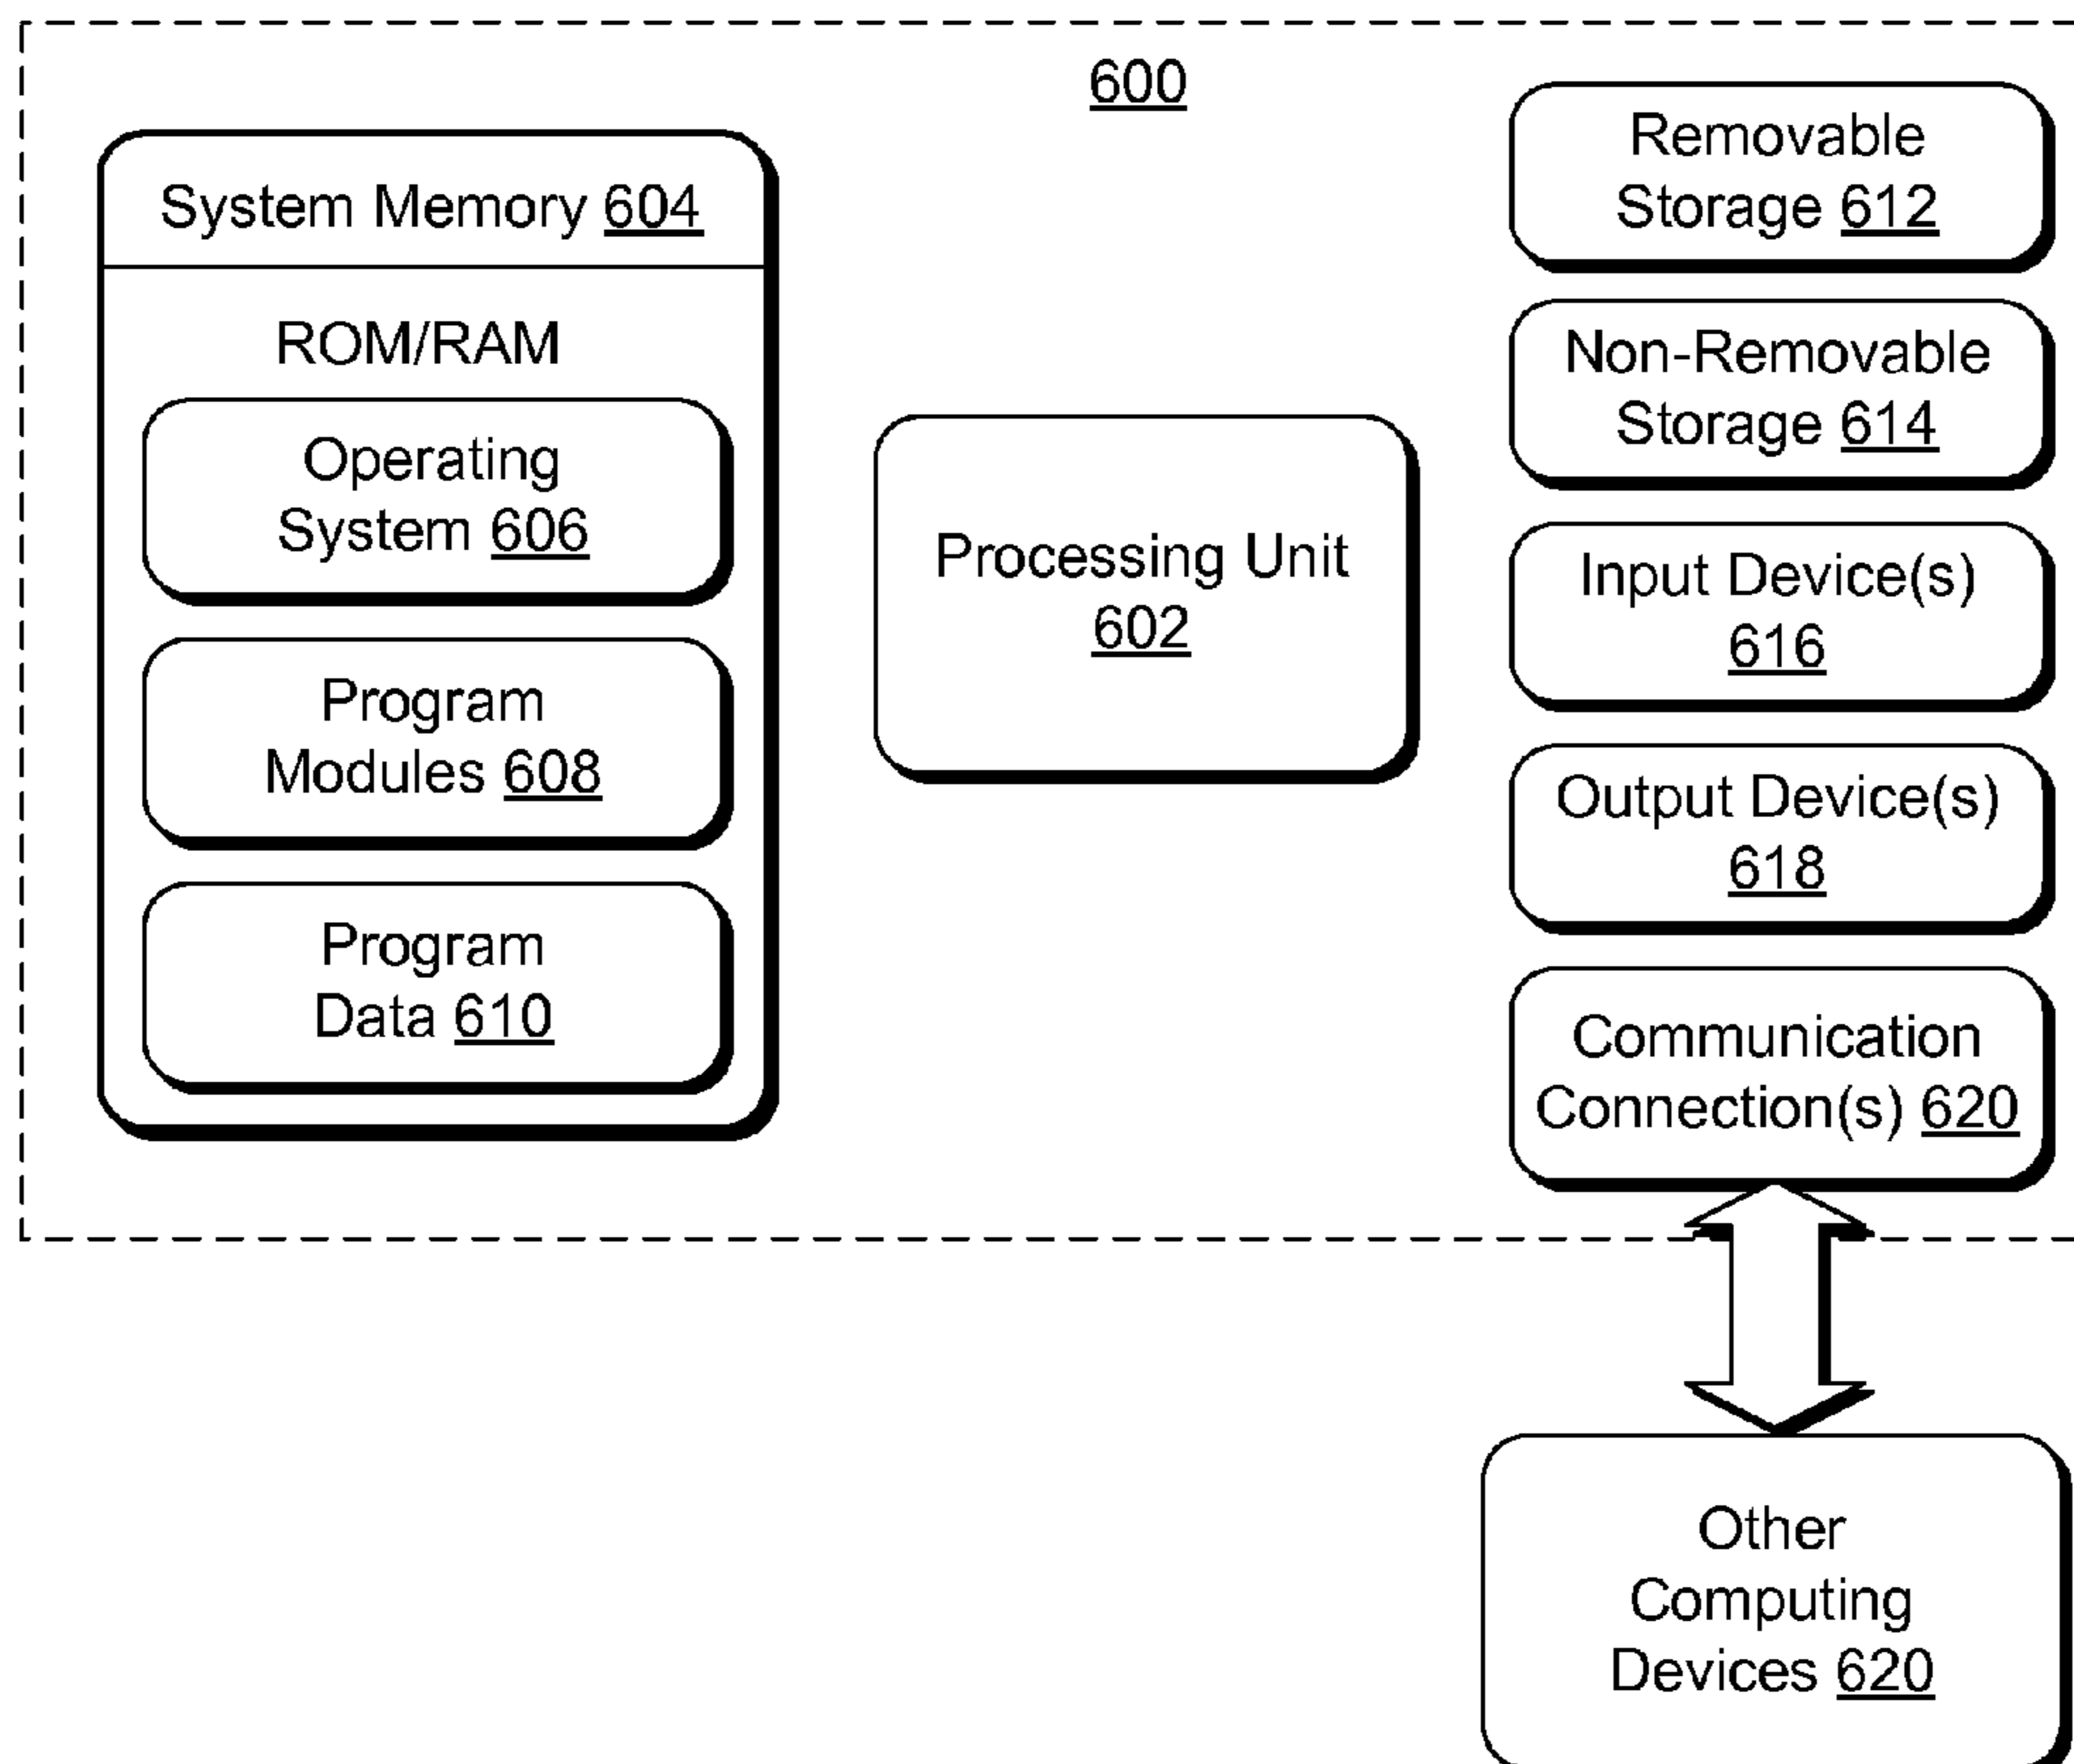 600
System Memory 604
ROM/RAM
Operating
System 606
Program
Modules 608
Program
Data 610
Processing Unit
602
Removable
Storage 612
Non-Removable
Storage 614
Input Device(s)
616
Output Device(s)
618
Communication
Connection(s) 620
Other
Computing
Devices 620